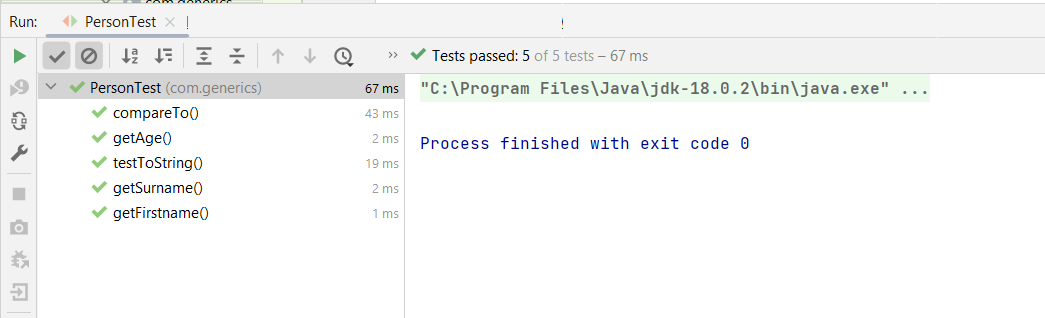 com.generics
Run: PersonTest
Tests passed: 5 of 5 tests – 67 ms
PersonTest (com.generics) 67 ms
compareTo() 43 ms
getAge() 2 ms
testToString() 19 ms
getSurname() 2 ms
getFirstname() 1 ms
"C:\Program Files\Java\jdk-18.0.2\bin\java.exe" ...
Process finished with exit code 0